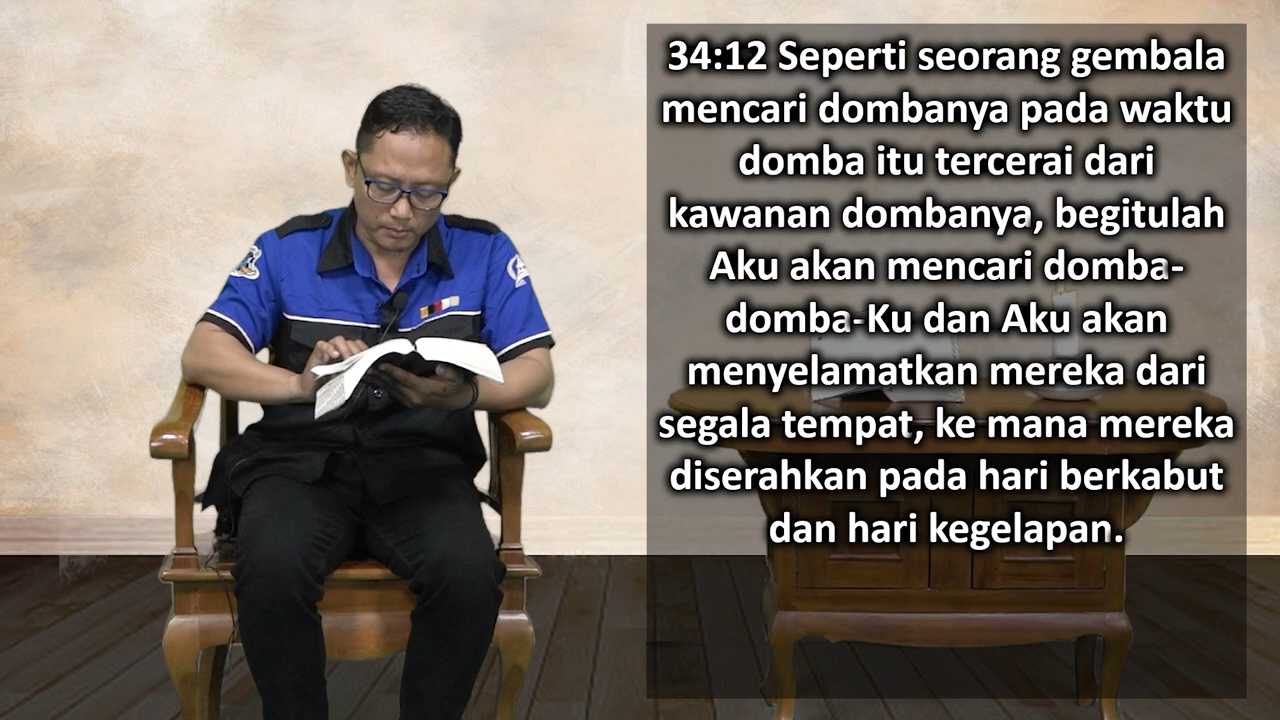 34:12 Seperti seorang gembala
mencari dombanya pada waktu
domba itu tercerai dari
kawanan dombanya, begitulah
Aku akan mencari domba-
domba-Ku dan Aku akan
menyelamatkan mereka dari
segala tempat, ke mana mereka
diserahkan pada hari berkabut
dan hari kegelapan.